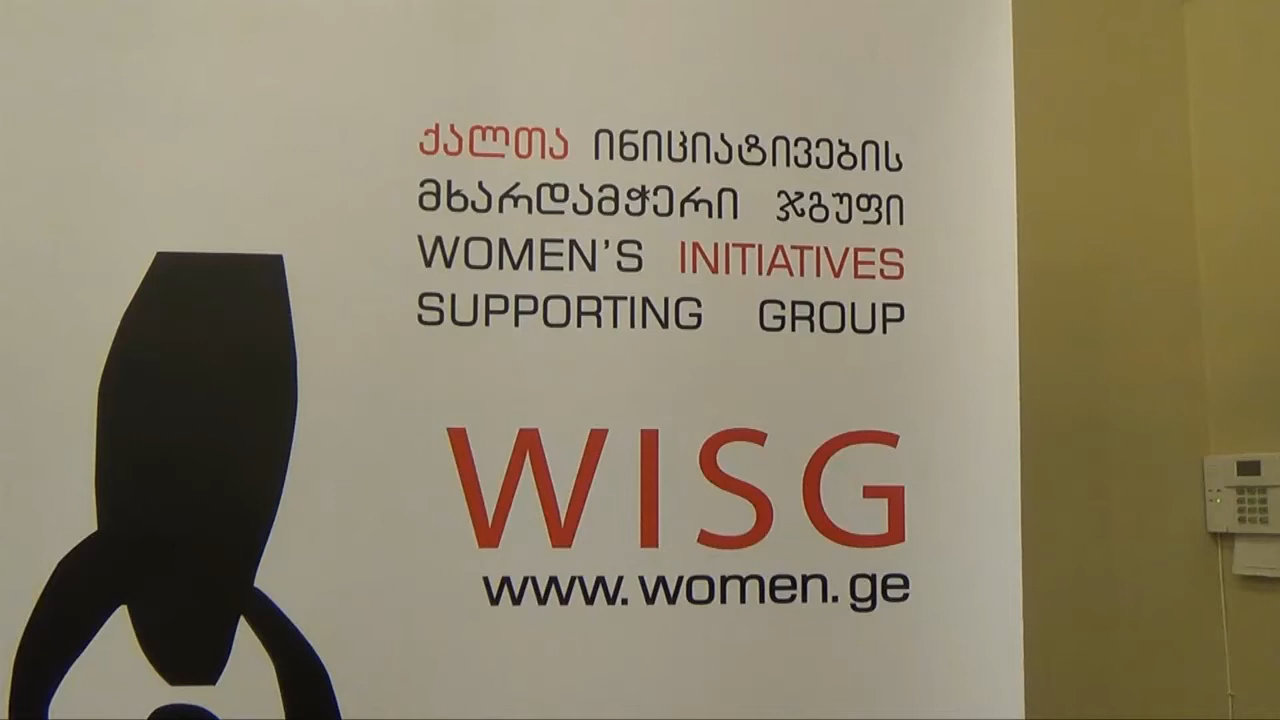 ქალთა ინიციატივების
მხარდამჭერი ჯგუფი
WOMEN'S INITIATIVES
SUPPORTING GROUP
WISG
www.women.ge